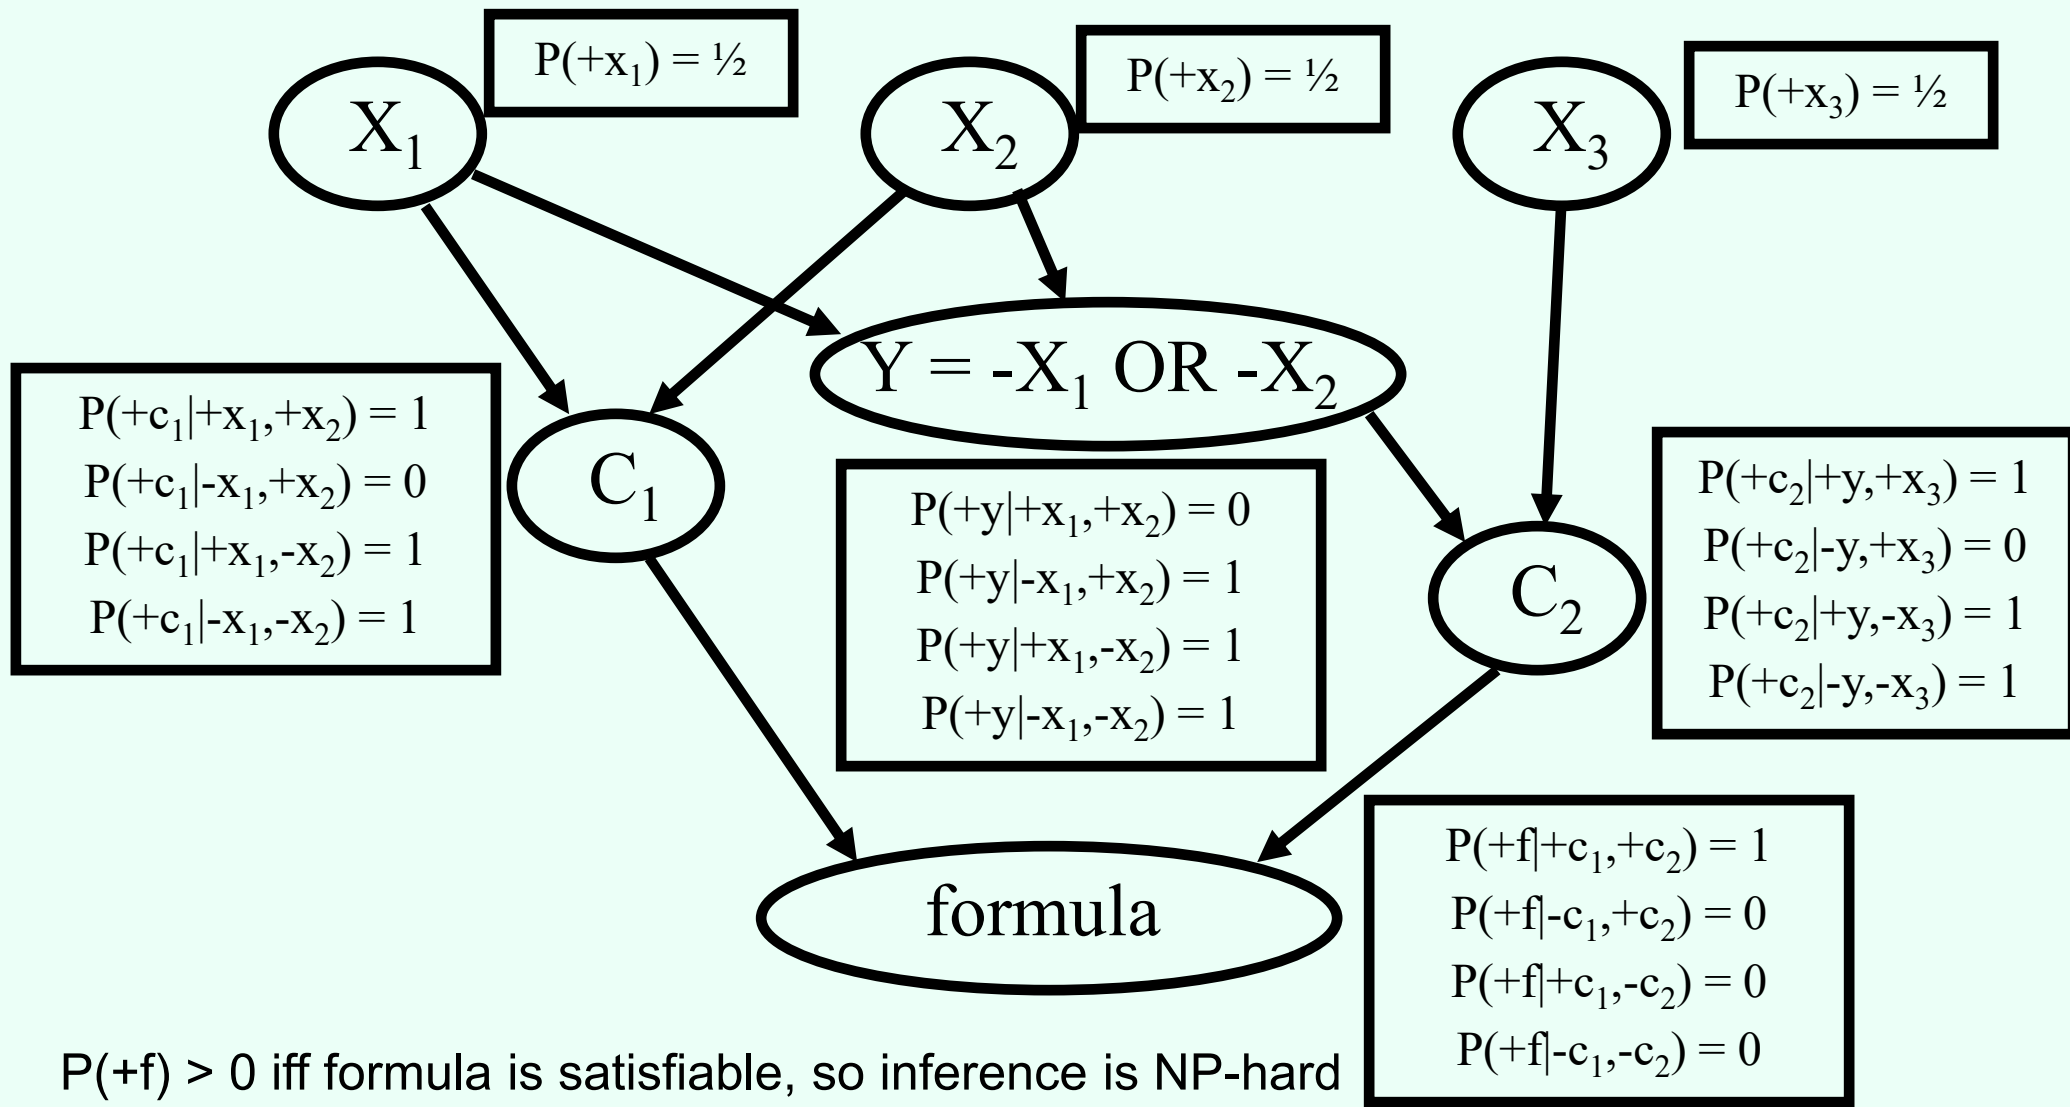 P(+x₁) = ½
P(+x₂) = ½
P(+x₃) = ½
X₁
X₂
X₃
Y = -X₁ OR -X₂
P(+c₁|+x₁,+x₂) = 1
P(+c₁|-x₁,+x₂) = 0
P(+c₁|+x₁,-x₂) = 1
P(+c₁|-x₁,-x₂) = 1
C₁
P(+y|+x₁,+x₂) = 0
P(+y|-x₁,+x₂) = 1
P(+y|+x₁,-x₂) = 1
P(+y|-x₁,-x₂) = 1
C₂
P(+c₂|+y,+x₃) = 1
P(+c₂|-y,+x₃) = 0
P(+c₂|+y,-x₃) = 1
P(+c₂|-y,-x₃) = 1
formula
P(+f|+c₁,+c₂) = 1
P(+f|-c₁,+c₂) = 0
P(+f|+c₁,-c₂) = 0
P(+f|-c₁,-c₂) = 0
P(+f) > 0 iff formula is satisfiable, so inference is NP-hard